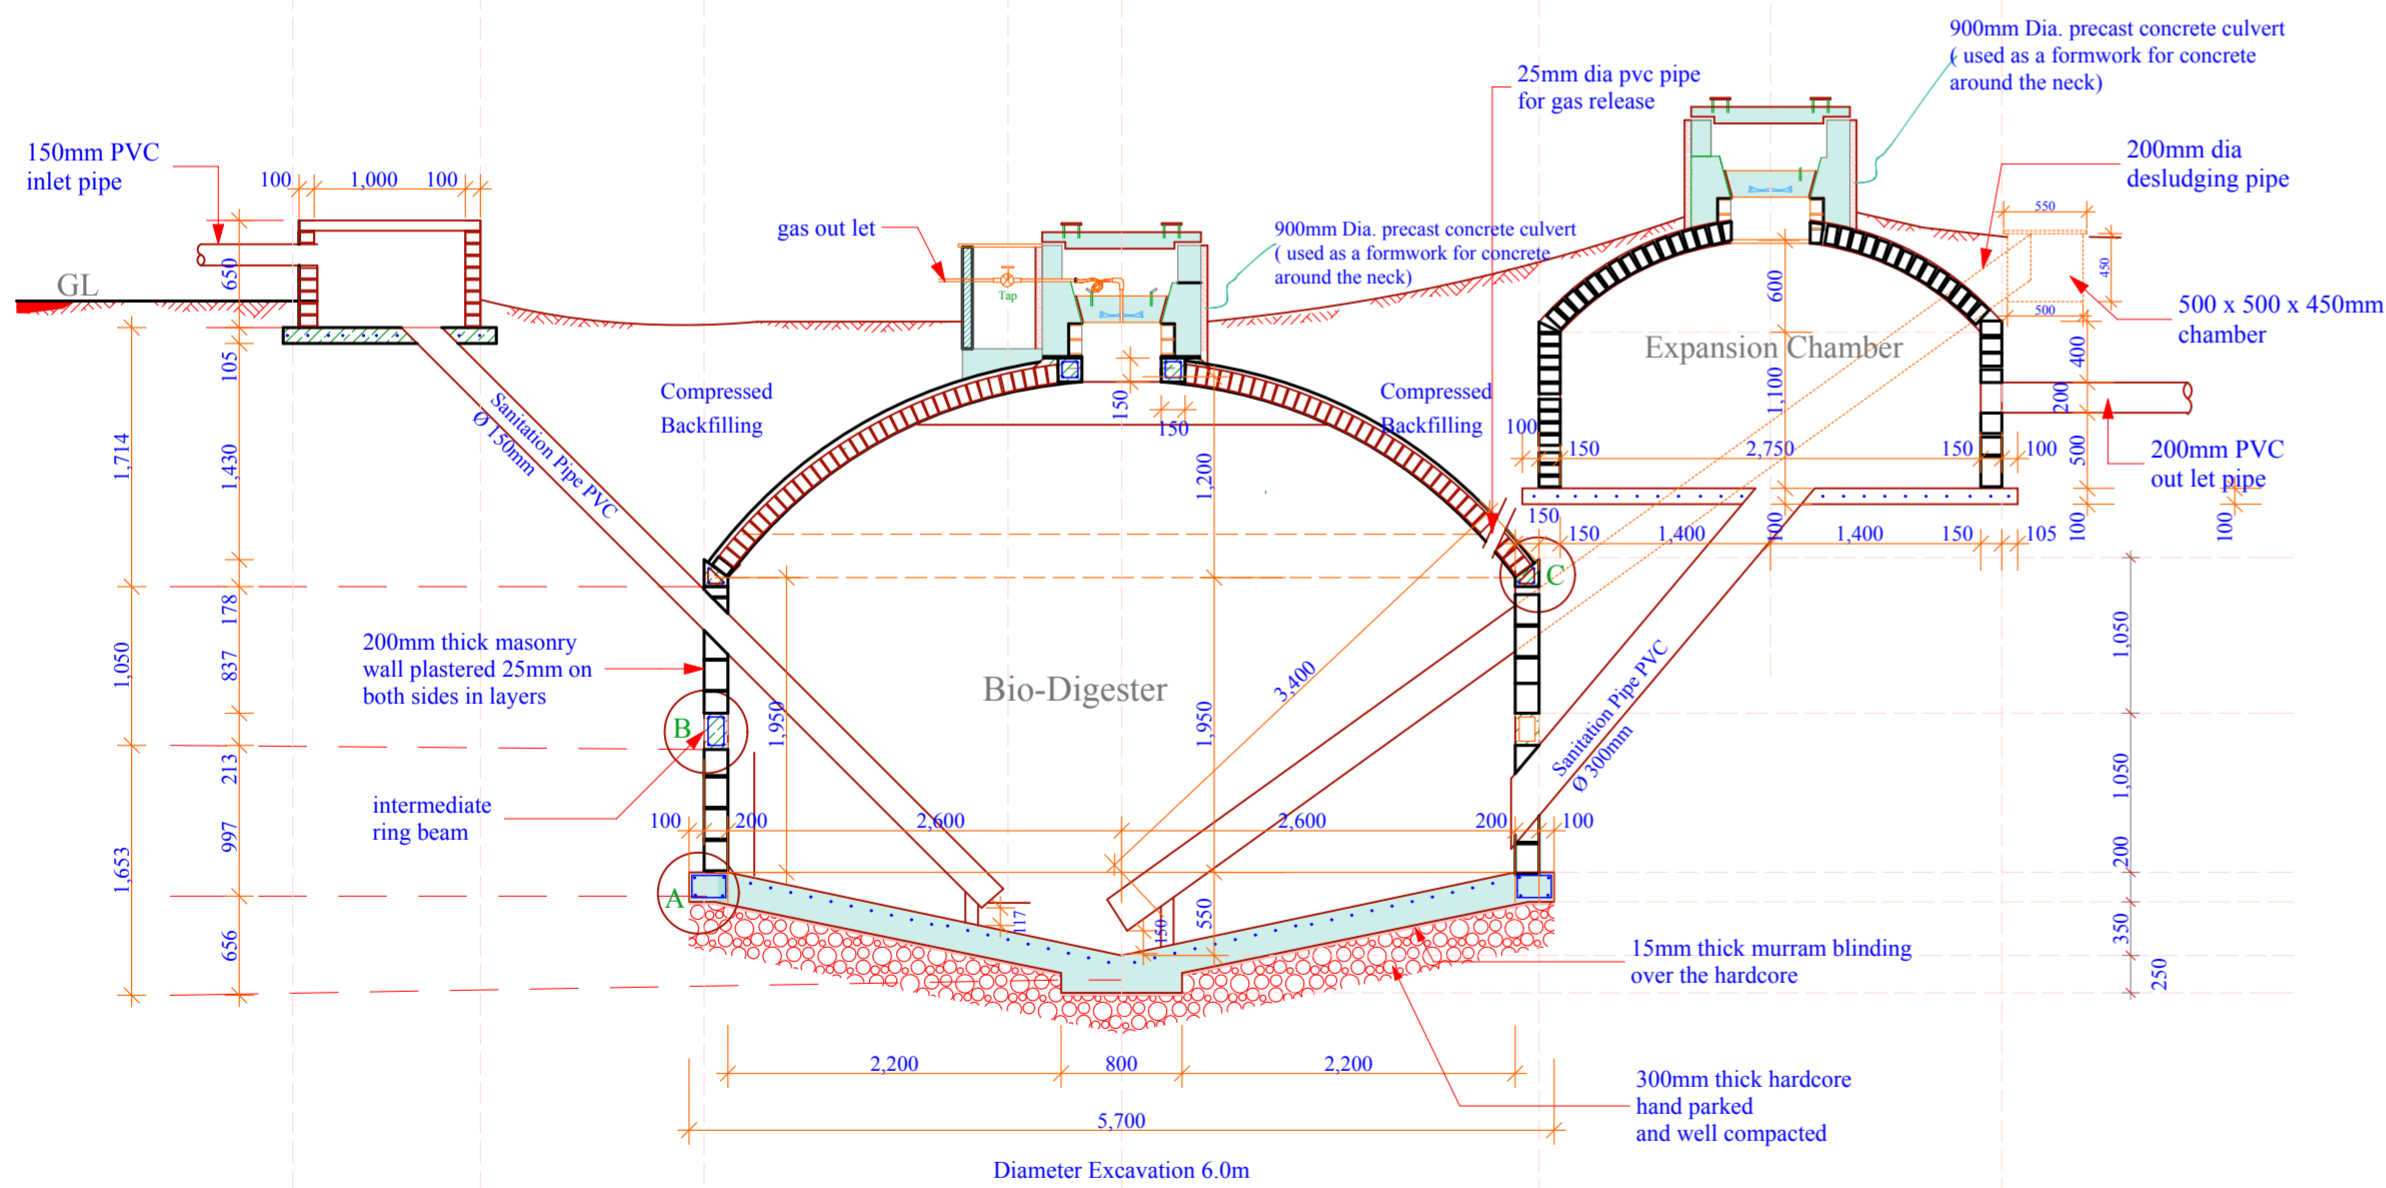 900mm Dia. precast concrete culvert
( used as a formwork for concrete
around the neck)
25mm dia pvc pipe
for gas release
150mm PVC
inlet pipe
200mm dia
desludging pipe
100 1,000 100
550
gas out let
900mm Dia. precast concrete culvert
( used as a formwork for concrete
around the neck)
650
GL
Tap
600
450
500
500 x 500 x 450mm
chamber
Expansion Chamber
105
400
Compressed
Backfilling
Compressed
Backfilling
Sanitation Pipe PVC
Ø 150mm
150
150
1,100
200
1,714
1,430
1,200
100
150 2,750 150 100
500
200mm PVC
out let pipe
150
150 1,400 100 1,400 150 105
100
100
C
178
1,050
837
200mm thick masonry
wall plastered 25mm on
both sides in layers
Bio-Digester
3,400
1,050
B
1,950
1,950
Sanitation Pipe PVC
Ø 300mm
213
1,050
intermediate
ring beam
100 200 2,600 2,600 200 100
997
1,653
200
A
117
150
550
350
656
15mm thick murram blinding
over the hardcore
250
2,200 800 2,200
300mm thick hardcore
hand parked
and well compacted
5,700
Diameter Excavation 6.0m